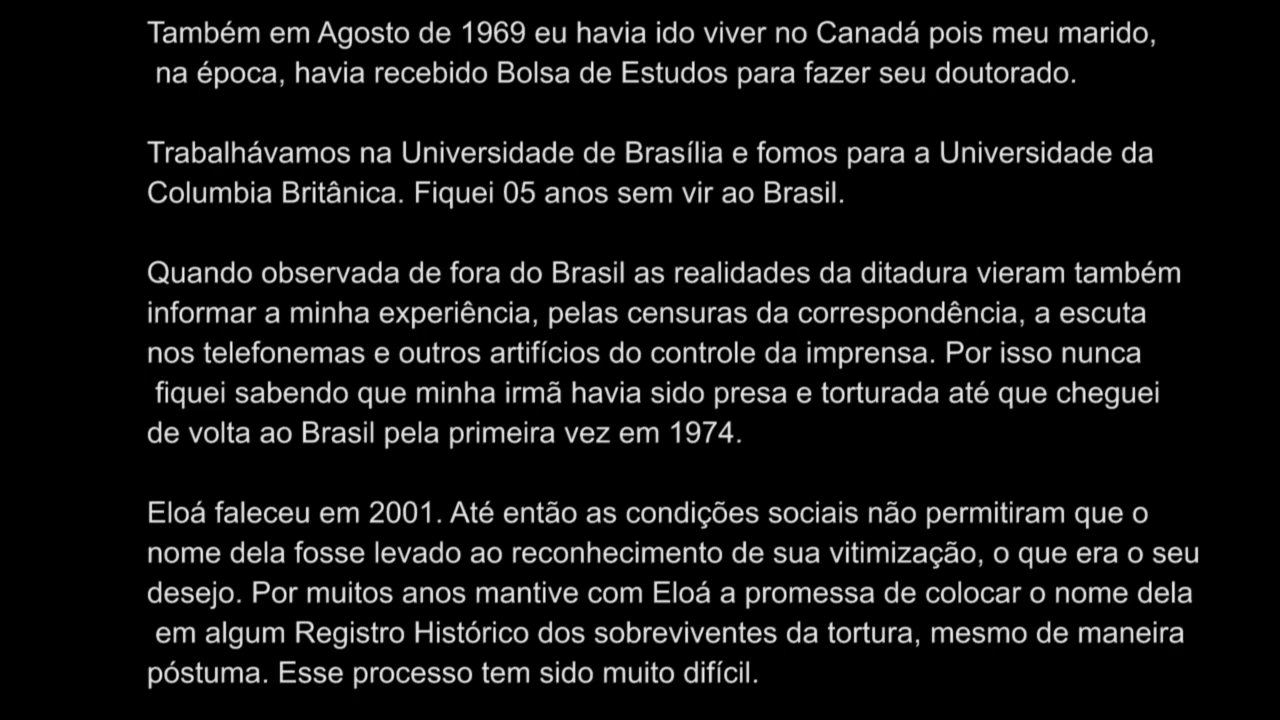 Também em Agosto de 1969 eu havia ido viver no Canadá pois meu marido,
na época, havia recebido Bolsa de Estudos para fazer seu doutorado.
Trabalhávamos na Universidade de Brasília e fomos para a Universidade da
Columbia Britânica. Fiquei 05 anos sem vir ao Brasil.
Quando observada de fora do Brasil as realidades da ditadura vieram também
informar a minha experiência, pelas censuras da correspondência, a escuta
nos telefonemas e outros artifícios do controle da imprensa. Por isso nunca
fiquei sabendo que minha irmã havia sido presa e torturada até que cheguei
de volta ao Brasil pela primeira vez em 1974.
Eloá faleceu em 2001. Até então as condições sociais não permitiram que o
nome dela fosse levado ao reconhecimento de sua vitimização, o que era o seu
desejo. Por muitos anos mantive com Eloá a promessa de colocar o nome dela
em algum Registro Histórico dos sobreviventes da tortura, mesmo de maneira
póstuma. Esse processo tem sido muito difícil.